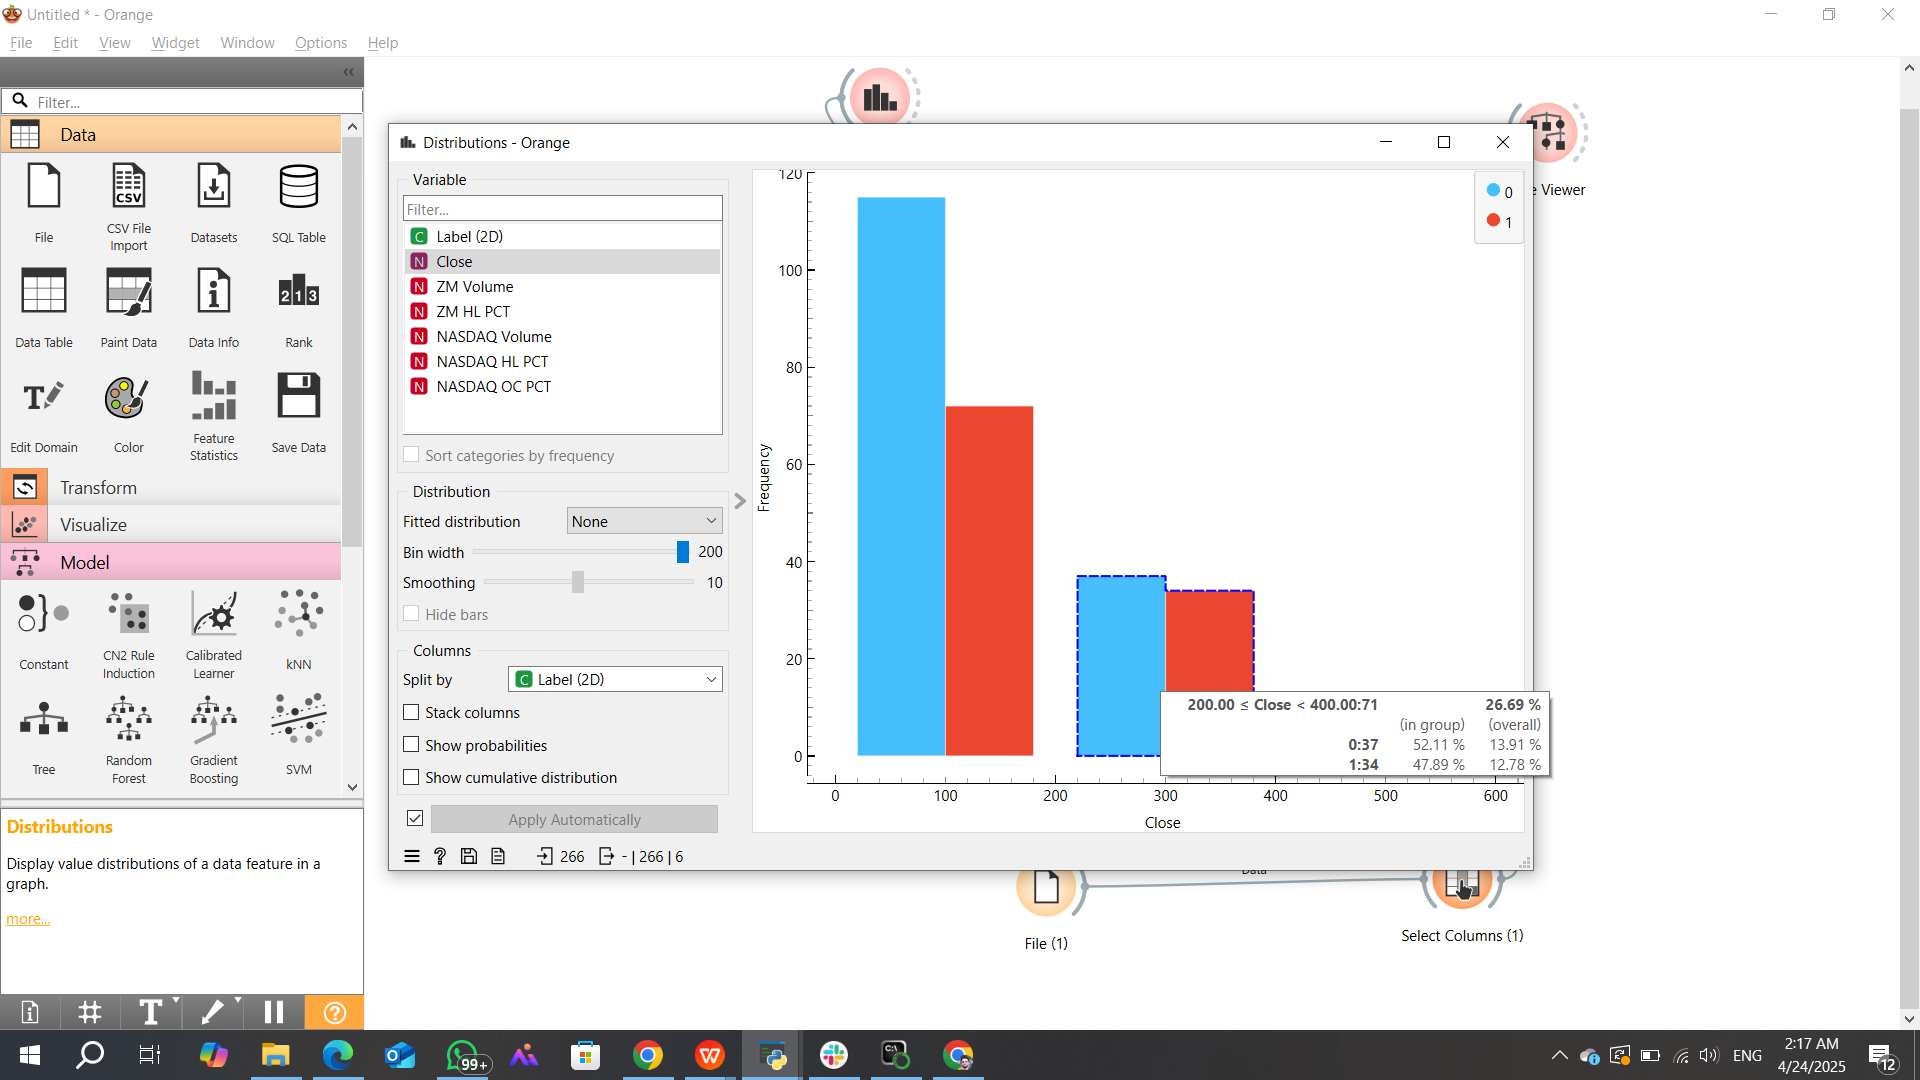 Untitled * - Orange
File Edit View Widget Window Options Help
Filter...
Data
File
CSV File Import
Datasets
SQL Table
Data Table
Paint Data
Data Info
Rank
Edit Domain
Color
Feature Statistics
Save Data
Transform
Visualize
Model
Constant
CN2 Rule Induction
Calibrated Learner
kNN
Tree
Random Forest
Gradient Boosting
SVM
Distributions
Display value distributions of a data feature in a
graph.
more...
Distributions - Orange
Variable
Filter...
C Label (2D)
N Close
N ZM Volume
N ZM HL PCT
N NASDAQ Volume
N NASDAQ HL PCT
N NASDAQ OC PCT
Sort categories by frequency
Distribution
Fitted distribution None
Bin width 200
Smoothing 10
Hide bars
Columns
Split by C Label (2D)
Stack columns
Show probabilities
Show cumulative distribution
Apply Automatically
266 - | 266 | 6
120
100
80
60
40
20
0
Frequency
0 100 200 300 400 500 600
Close
0
1
200.00 ≤ Close < 400.00:71 26.69 %
(in group) (overall)
0:37 52.11 % 13.91 %
1:34 47.89 % 12.78 %
e Viewer
Data
File (1)
Select Columns (1)
99+
ENG
2:17 AM
4/24/2025
12